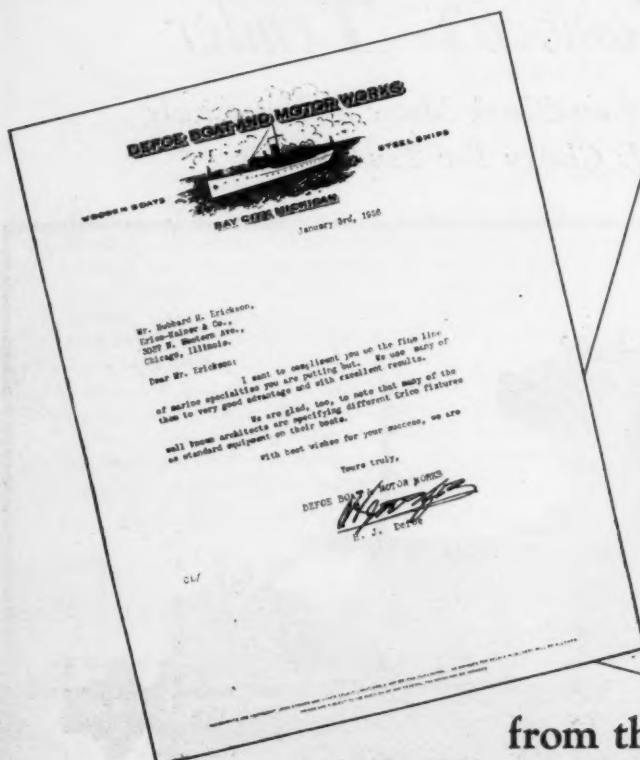 DEFOE BOAT AND MOTOR WORKS
WOODEN BOATS
STEEL SHIPS
BAY CITY MICHIGAN
January 3rd, 1928
Mr. Hubbard H. Erickson,
Erico-Kainer & Co.,
Western Ave.,
Chicago, Illinois.
Dear Mr. Erickson:
I want to compliment you on the fine line
of marine specialties you are putting out. We use many of
them to very good advantage and with excellent results.
We are glad, too, to note that many of the
well known architects are specifying different Erico fixtures
as standard equipment on their boats.
With best wishes for your success, we are
Yours truly,
DEFOE BOAT & MOTOR WORKS
H. J. Defoe
from th